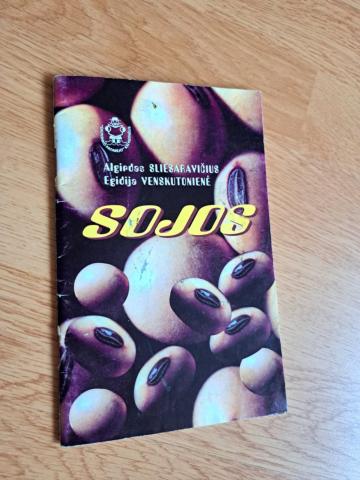 Algirdas SLIESARAVIČIUS
Egidija VENSKUTONIENĖ
SOJOS